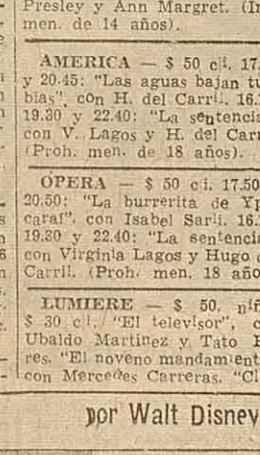 Presley y Ann Margret. (In
men. de 14 años).
AMERICA — $ 50 c|i. 17.
y 20.45: "Las aguas bajan tu
bias", con H. del Carril. 16.
19.30 y 22.40: "La sentencia
con V. Lagos y H. del Carr
(Proh. men. de 18 años).
OPERA — $ 50 c|i. 17.50
20.50: "La burrerita de Yp
caraí", con Isabel Sarli. 16.
19.30 y 22.40: "La sentencia
con Virginia Lagos y Hugo d
Carril. (Proh. men. 18 año
LUMIERE — $ 50, niñ
$ 30 c|i. "El televisor", c
Ubaldo Martínez y Tato B
res. "El noveno mandamient
con Mercedes Carreras. "Cl
por Walt Disney